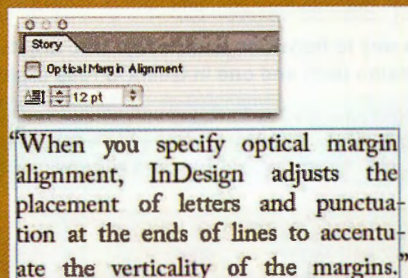 Story
Optical Margin Alignment
12 pt
“When you specify optical margin
alignment, InDesign adjusts the
placement of letters and punctua-
tion at the ends of lines to accentu-
ate the verticality of the margins.”